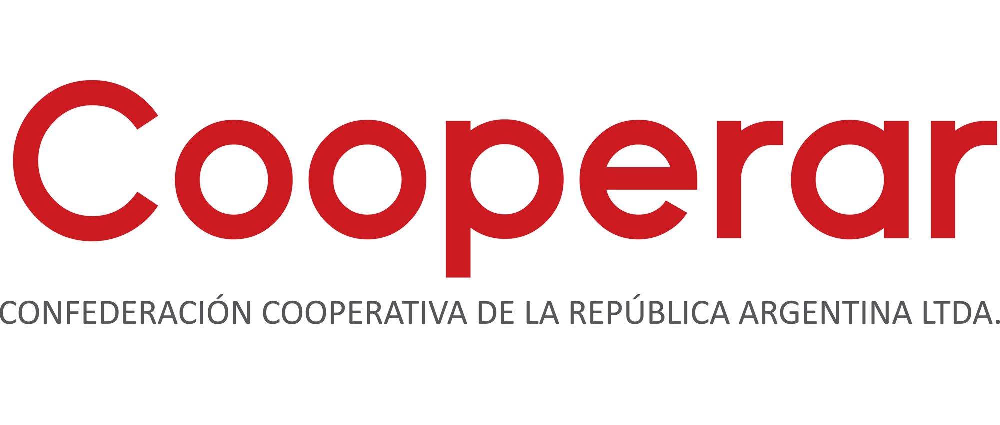 Cooperar
CONFEDERACIÓN COOPERATIVA DE LA REPÚBLICA ARGENTINA LTDA.